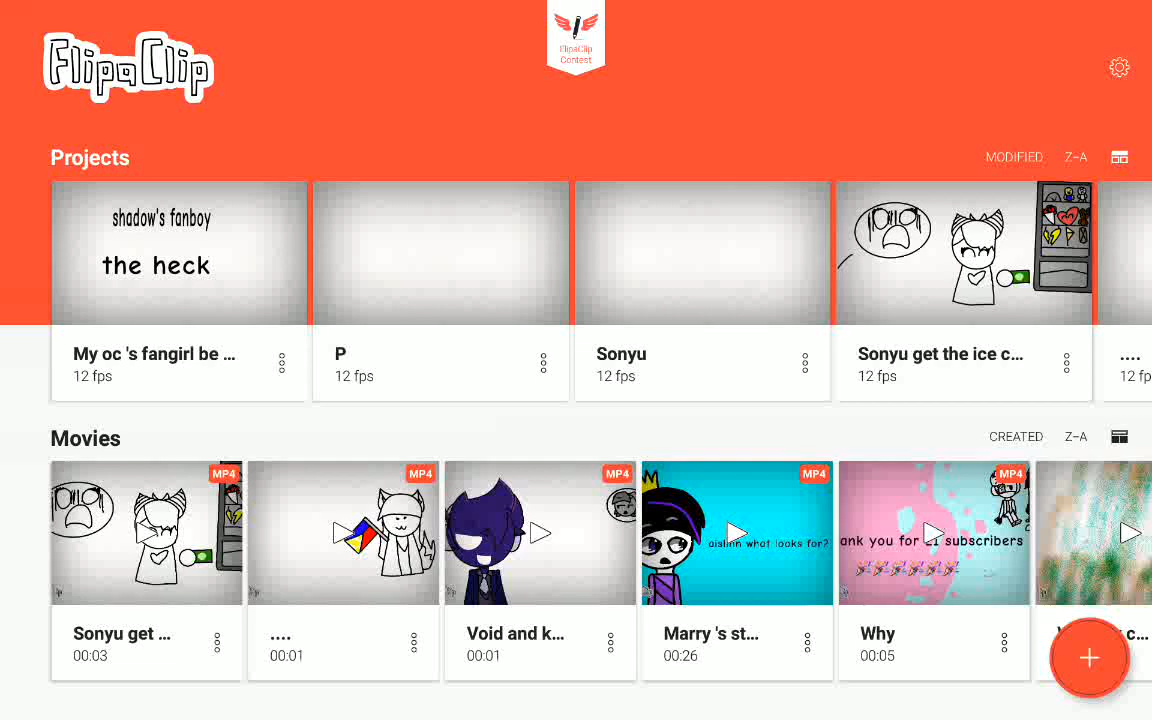 FlipaClip
FlipaClip
Contest
Projects
MODIFIED
Z–A
shadow's fanboy
the heck
My oc 's fangirl be ...
12 fps
P
12 fps
Sonyu
12 fps
Sonyu get the ice c...
12 fps
....
12 fp
Movies
CREATED
Z–A
MP4
MP4
MP4
MP4
MP4
aislinn what looks for?
ank you for 21 subscribers
Sonyu get ...
00:03
....
00:01
Void and k...
00:01
Marry 's st...
00:26
Why
00:05
c...